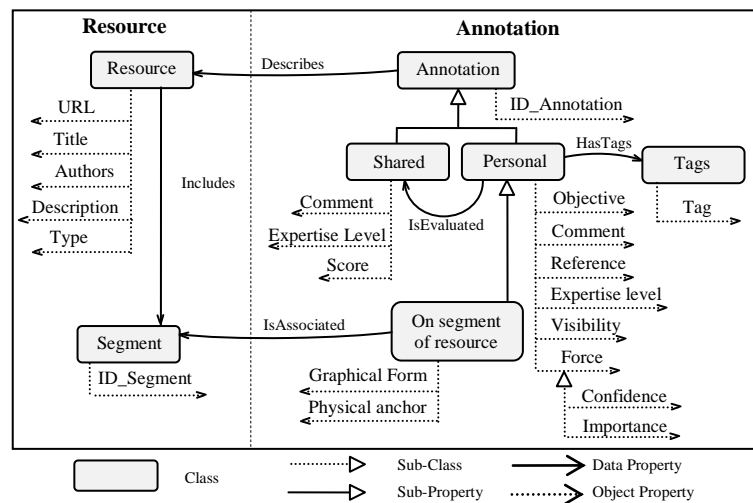 Resource
Annotation
Resource
Describes
Annotation
URL
ID_Annotation
Title
HasTags
Shared
Personal
Tags
Authors
Includes
Comment
Objective
Tag
Description
IsEvaluated
Expertise Level
Comment
Type
Score
Reference
Expertise level
IsAssociated
On segment
of resource
Visibility
Segment
ID_Segment
Force
Graphical Form
Confidence
Physical anchor
Importance
Class
Sub-Class
Data Property
Sub-Property
Object Property